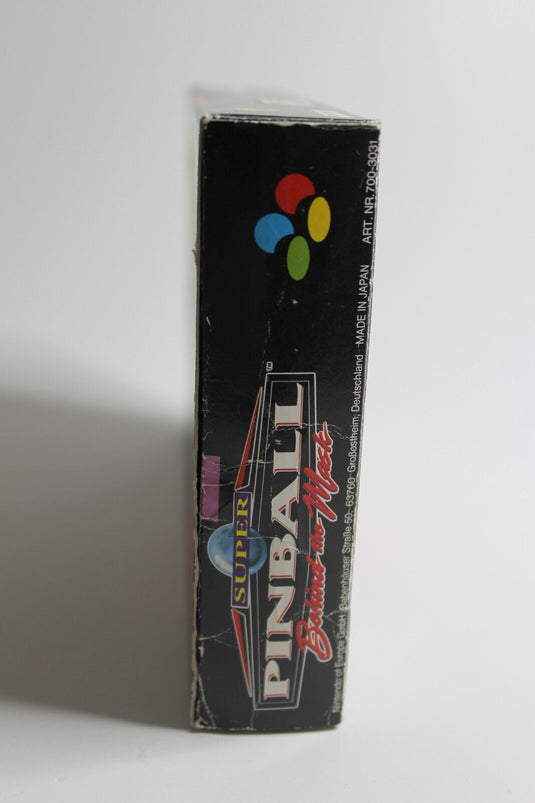 SUPER
PINBALL
Behind the Mask
Nintendo of Europe GmbH, Babenhäuser Straße 50, 63760 Großostheim, Deutschland MADE IN JAPAN ART. NR. 700-3031